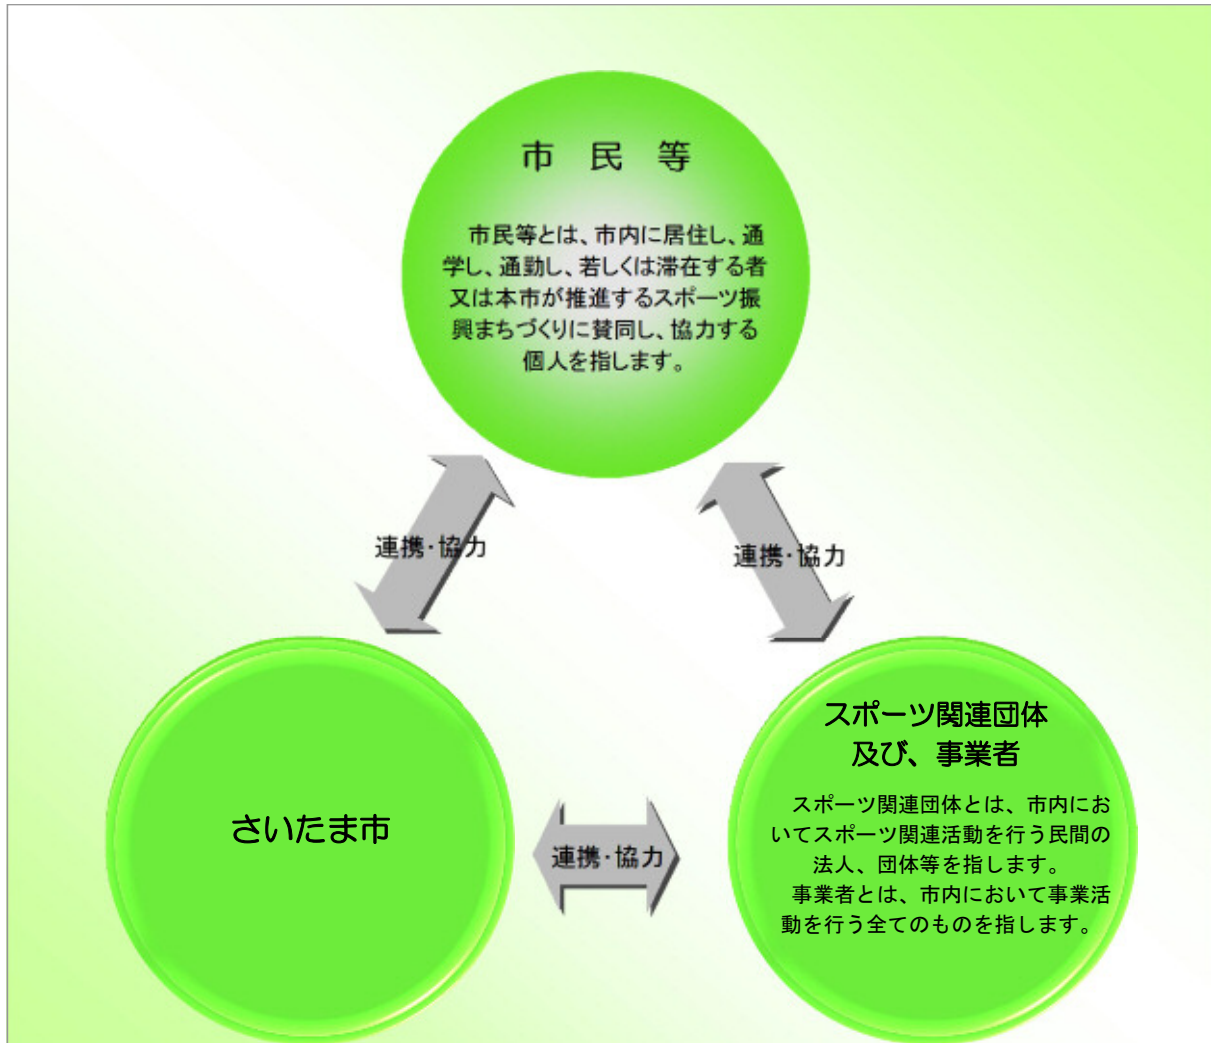 市　民　等
市民等とは、市内に居住し、通
学し、通勤し、若しくは滞在する者
又は本市が推進するスポーツ振
興まちづくりに賛同し、協力する
個人を指します。
連携・協力
連携・協力
スポーツ関連団体
及び、事業者
スポーツ関連団体とは、市内にお
いてスポーツ関連活動を行う民間の
法人、団体等を指します。
事業者とは、市内において事業活
動を行う全てのものを指します。
さいたま市
連携・協力